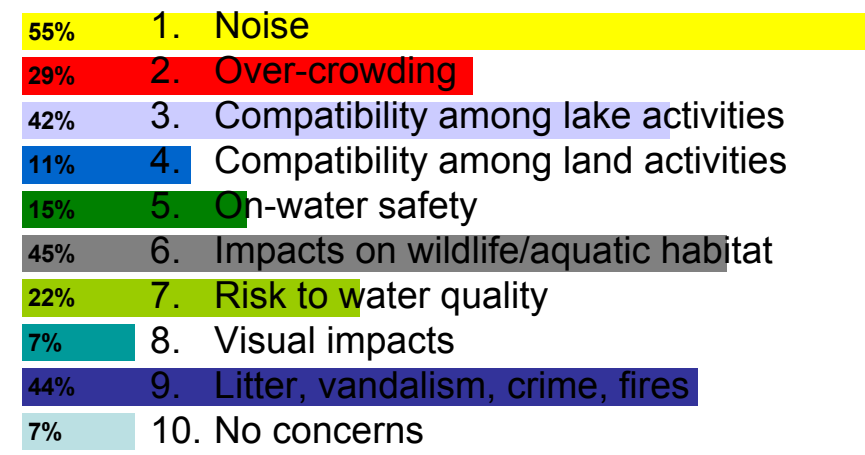 55% 1. Noise
29% 2. Over-crowding
42% 3. Compatibility among lake activities
11% 4. Compatibility among land activities
15% 5. On-water safety
45% 6. Impacts on wildlife/aquatic habitat
22% 7. Risk to water quality
7% 8. Visual impacts
44% 9. Litter, vandalism, crime, fires
7% 10. No concerns